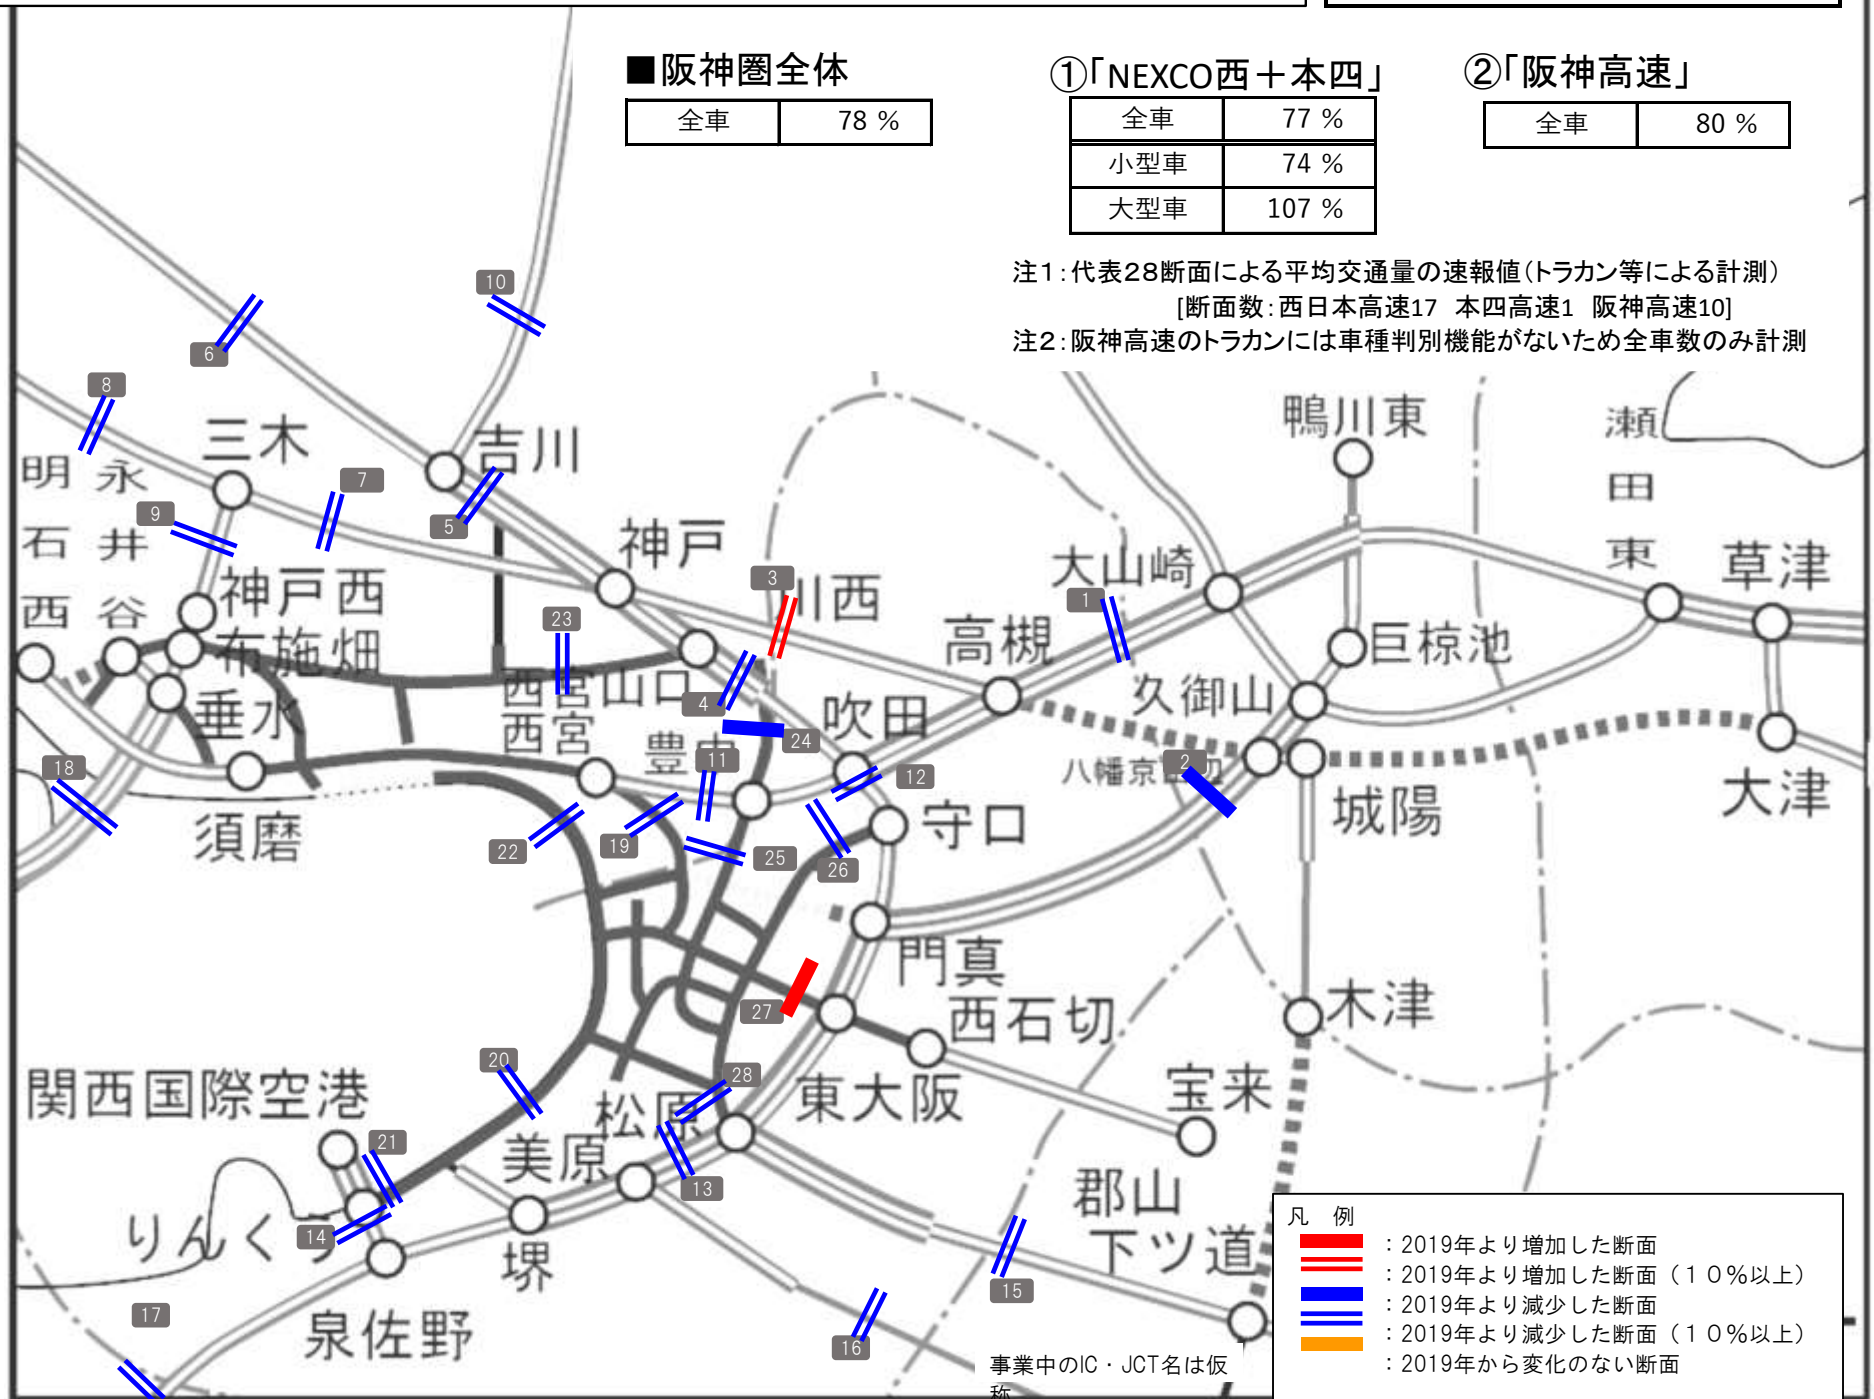 ■阪神圏全体
全車 78 %
①「NEXCO西＋本四」
全車 77 %
小型車 74 %
大型車 107 %
②「阪神高速」
全車 80 %
注1：代表28断面による平均交通量の速報値（トラカン等による計測）
[断面数：西日本高速17 本四高速1 阪神高速10]
注2：阪神高速のトラカンには車種判別機能がないため全車数のみ計測
10
6
8
三木
吉川
鴨川東
瀬田東
明石西
永井谷
7
9
5
神戸
3
川西
大山崎
1
草津
神戸西
布施畑
23
高槻
巨椋池
西宮山口
西宮
4
久御山
垂水
吹田
24
豊中
11
12
八幡京田辺
2
18
大津
須磨
22
19
25
26
守口
城陽
門真
27
西石切
木津
20
28
関西国際空港
松原
東大阪
宝来
21
美原
13
郡山
下ツ道
りんくう
14
堺
15
17
泉佐野
16
事業中のIC・JCT名は仮
称
凡 例
：2019年より増加した断面
：2019年より増加した断面（１０％以上）
：2019年より減少した断面
：2019年より減少した断面（１０％以上）
：2019年から変化のない断面